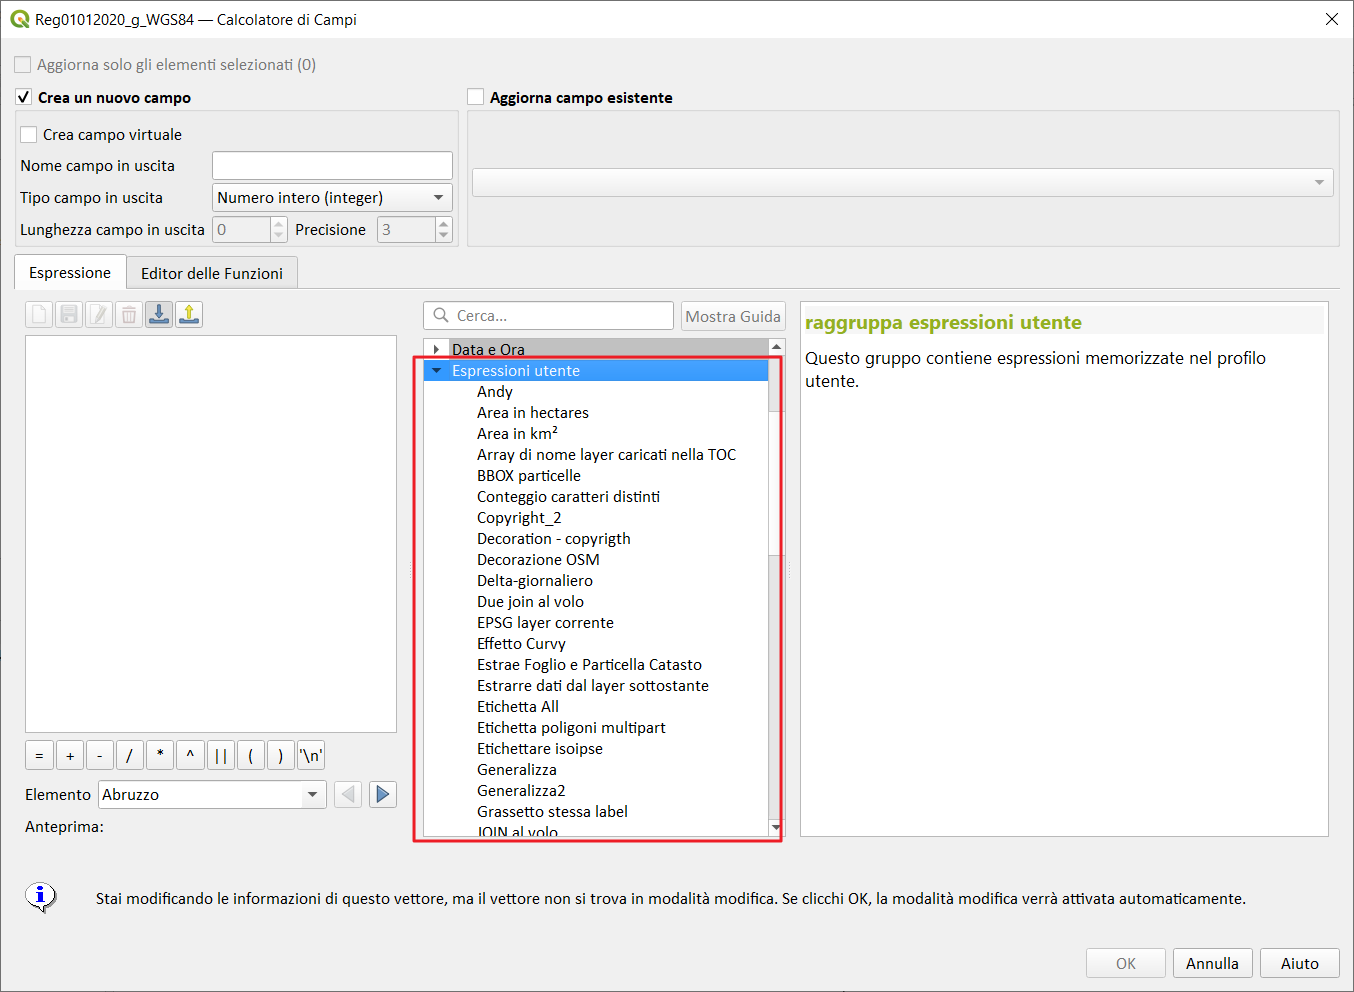 Reg01012020_g_WGS84 — Calcolatore di Campi
Aggiorna solo gli elementi selezionati (0)
Crea un nuovo campo
Aggiorna campo esistente
Crea campo virtuale
Nome campo in uscita
Tipo campo in uscita Numero intero (integer)
Lunghezza campo in uscita 0 Precisione 3
Espressione Editor delle Funzioni
Cerca... Mostra Guida
Data e Ora
Espressioni utente
Andy
Area in hectares
Area in km²
Array di nome layer caricati nella TOC
BBOX particelle
Conteggio caratteri distinti
Copyright_2
Decoration - copyrigth
Decorazione OSM
Delta-giornaliero
Due join al volo
EPSG layer corrente
Effetto Curvy
Estrae Foglio e Particella Catasto
Estrarre dati dal layer sottostante
Etichetta All
Etichetta poligoni multipart
Etichettare isoipse
Generalizza
Generalizza2
Grassetto stessa label
JOIN al volo
raggruppa espressioni utente
Questo gruppo contiene espressioni memorizzate nel profilo
utente.
= + - / * ^ || ( ) '\n'
Elemento Abruzzo
Anteprima:
Stai modificando le informazioni di questo vettore, ma il vettore non si trova in modalità modifica. Se clicchi OK, la modalità modifica verrà attivata automaticamente.
OK Annulla Aiuto